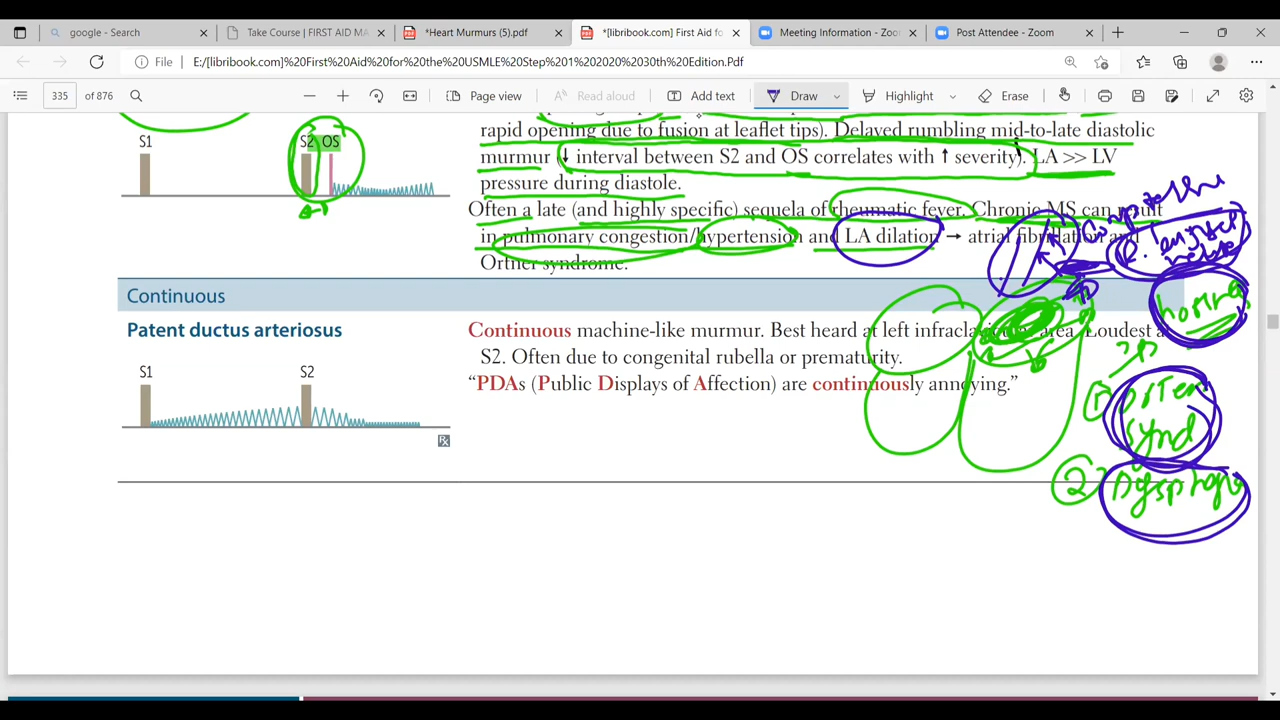 google - Search
Take Course | FIRST AID MA
*Heart Murmurs (5).pdf
*[libribook.com] First Aid fo
Meeting Information - Zoo
Post Attendee - Zoom
File
E:/[libribook.com]%20First%20Aid%20for%20the%20USMLE%20Step%201%202020%2030th%20Edition.Pdf
335 of 876
Page view
Read aloud
Add text
Draw
Highlight
Erase
rapid opening due to fusion at leaflet tips). Delayed rumbling mid-to-late diastolic
murmur (↓ interval between S2 and OS correlates with ↑ severity). LA >> LV
pressure during diastole.
Often a late (and highly specific) sequela of rheumatic fever. Chronic MS can result
in pulmonary congestion/hypertension and LA dilation → atrial fibrillation and
Ortner syndrome.
S1
S2 OS
Continuous
Patent ductus arteriosus
Continuous machine-like murmur. Best heard at left infraclavicular area. Loudest a
S2. Often due to congenital rubella or prematurity.
"PDAs (Public Displays of Affection) are continuously annoying."
S1
S2
Rx
synd
②